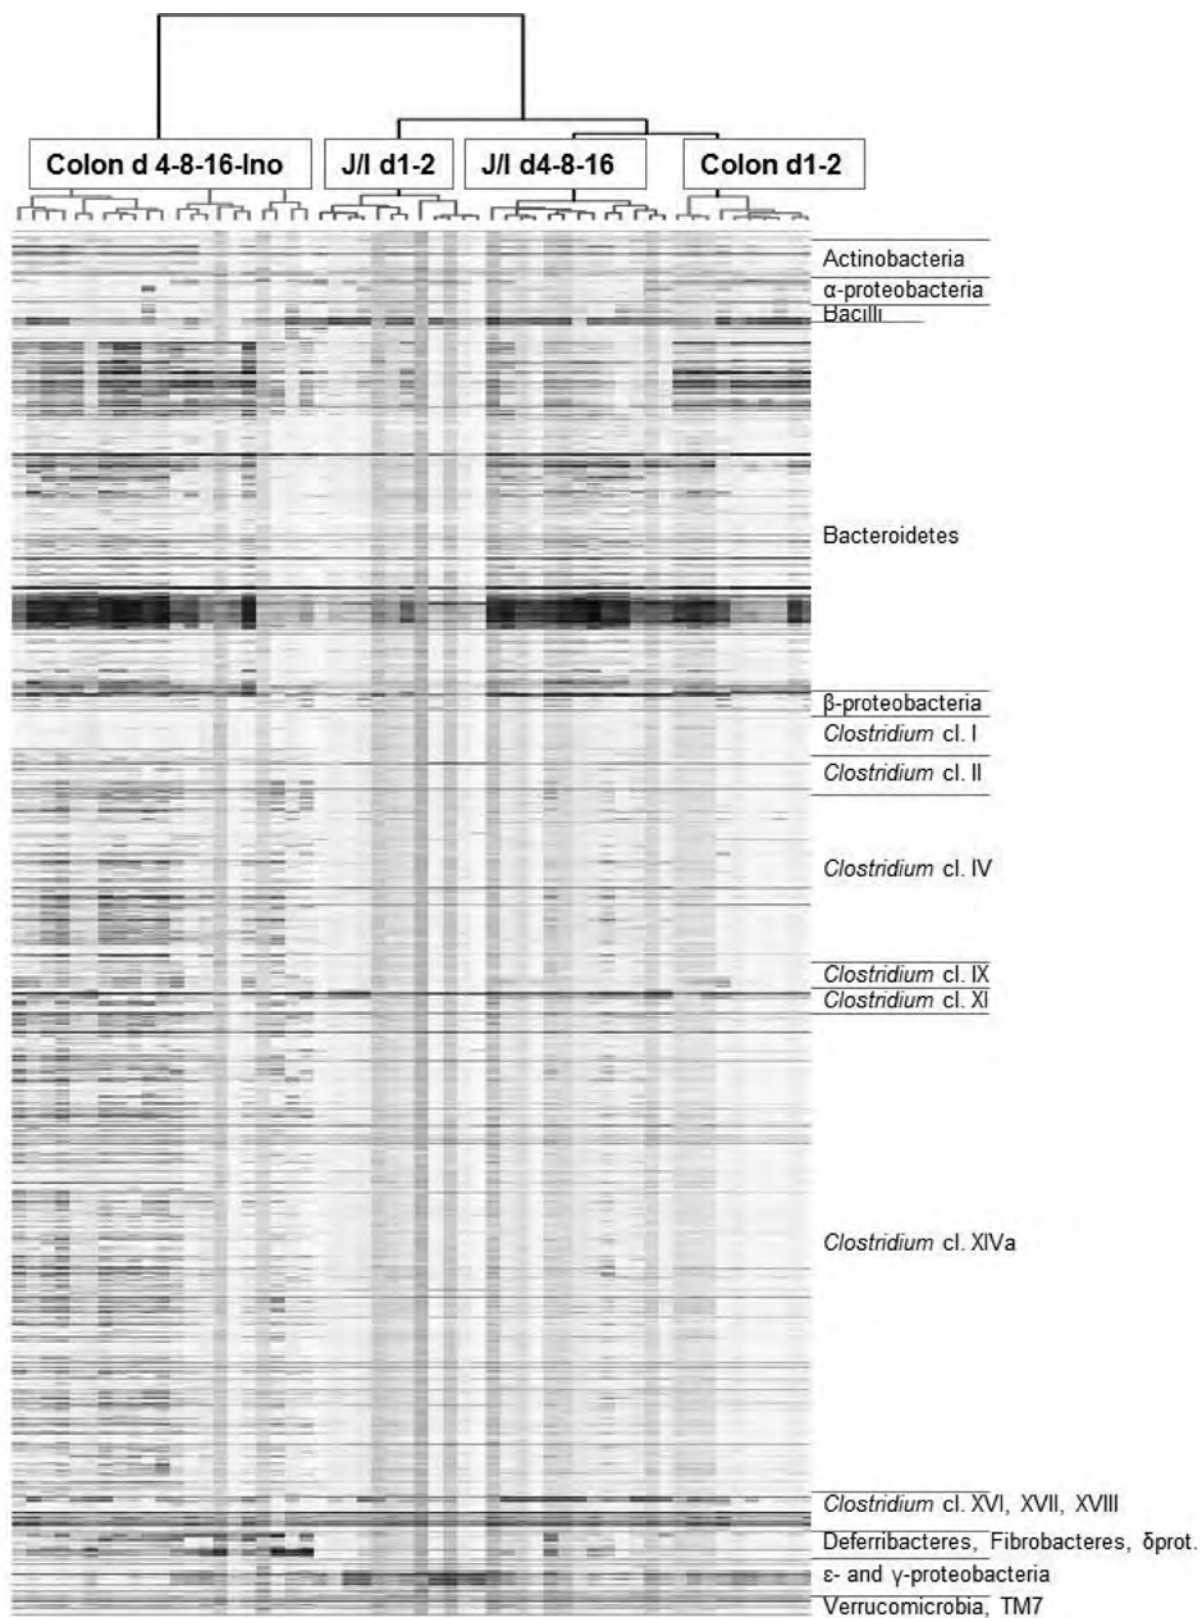 Colon d 4-8-16-Ino
J/I d1-2
J/I d4-8-16
Colon d1-2
Actinobacteria
α-proteobacteria
Bacilli
Bacteroidetes
β-proteobacteria
Clostridium cl. I
Clostridium cl. II
Clostridium cl. IV
Clostridium cl. IX
Clostridium cl. XI
Clostridium cl. XIVa
Clostridium cl. XVI, XVII, XVIII
Deferribacteres, Fibrobacteres, δprot.
ε- and γ-proteobacteria
Verrucomicrobia, TM7